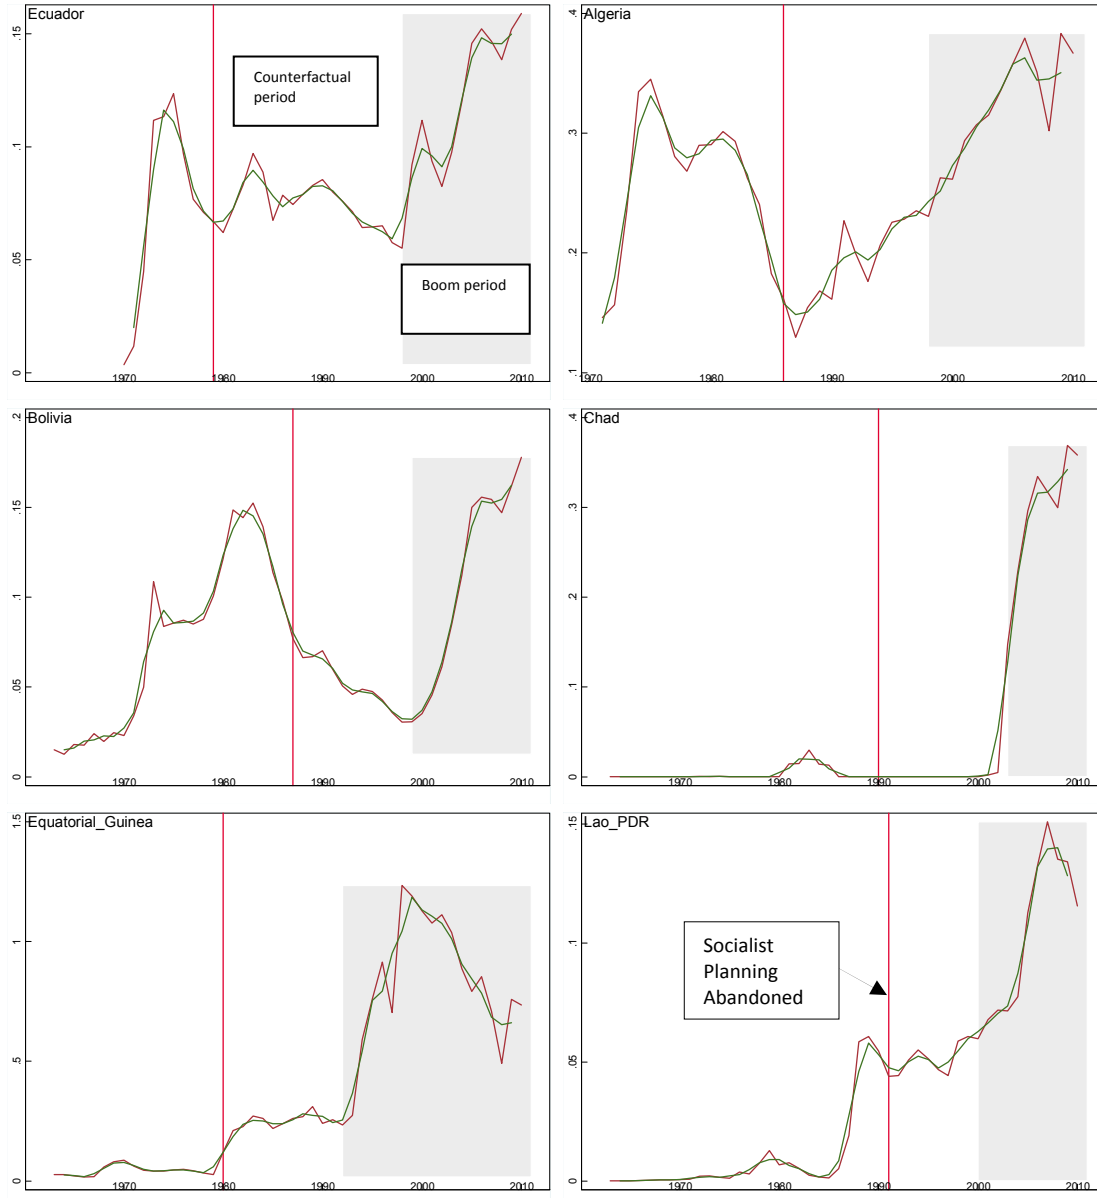 Ecuador
0 .05 .1 .15
Counterfactual
period
Boom period
1970 1980 1990 2000 2010
Algeria
.1 .2 .3 .4
1970 1980 1990 2000 2010
Bolivia
0 .05 .1 .15 .2
1970 1980 1990 2000 2010
Chad
0 .1 .2 .3 .4
1970 1980 1990 2000 2010
Equatorial_Guinea
0 .5 1 1.5
1970 1980 1990 2000 2010
Lao_PDR
0 .05 .1 .15
Socialist
Planning
Abandoned
1970 1980 1990 2000 2010